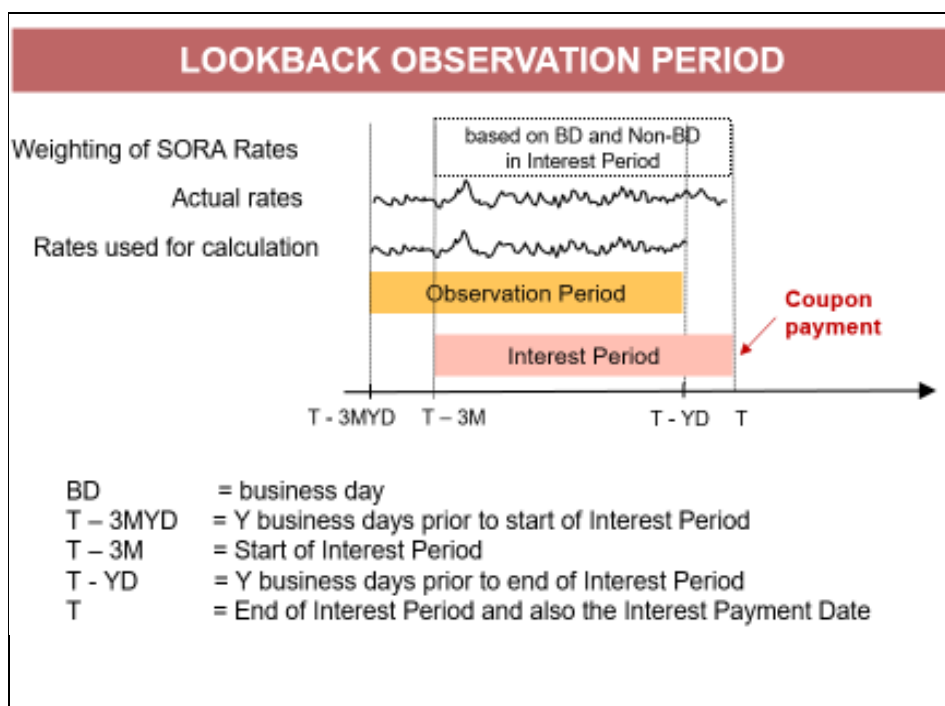 LOOKBACK OBSERVATION PERIOD
Weighting of SORA Rates
based on BD and Non-BD
in Interest Period
Actual rates
Rates used for calculation
Observation Period
Coupon
payment
Interest Period
T - 3MYD T – 3M T - YD T
BD = business day
T – 3MYD = Y business days prior to start of Interest Period
T – 3M = Start of Interest Period
T - YD = Y business days prior to end of Interest Period
T = End of Interest Period and also the Interest Payment Date